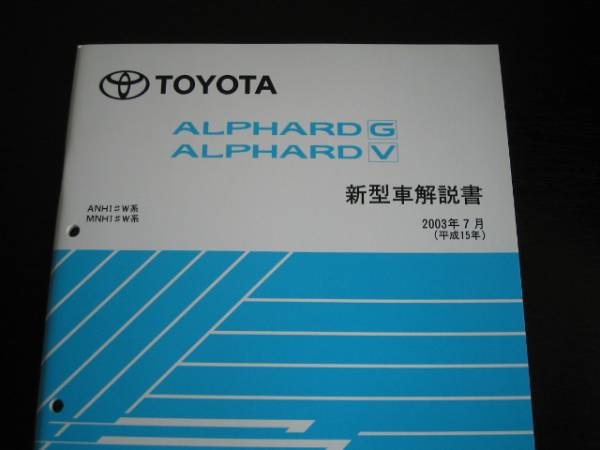 TOYOTA
ALPHARD G
ALPHARD V
新型車解説書
ANH1#W系
MNH1#W系
2003年7月
(平成15年)